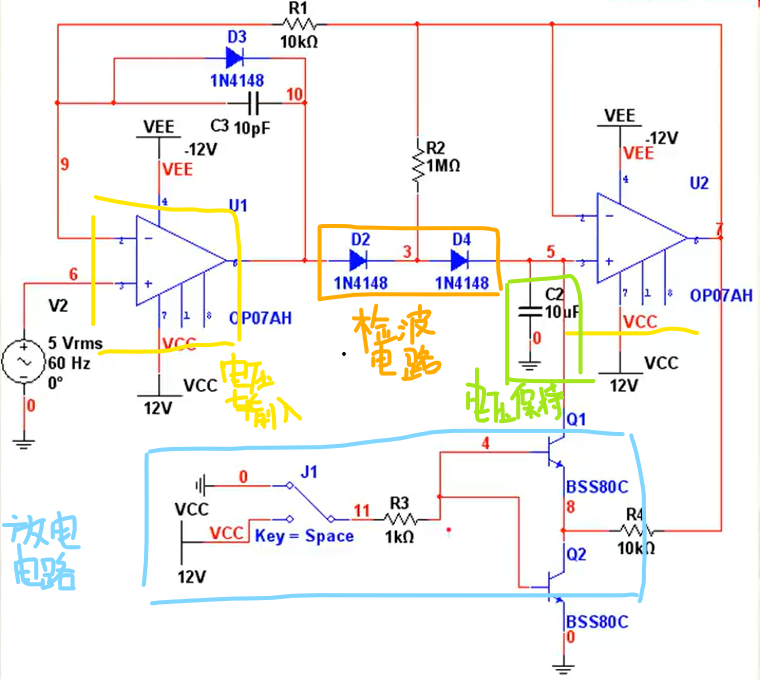 R1
10kΩ
D3
1N4148
10
C3 10pF
VEE
-12V
VEE
4
9
R2
1MΩ
VEE
-12V
VEE
4
U2
U1
2
3
6
7
1
8
OP07AH
VCC
VCC
12V
6
V2
5 Vrms
60 Hz
0°
0
D2
1N4148
3
D4
1N4148
5
C2
10uF
0
2
3
6
7
7
1
8
OP07AH
VCC
VCC
12V
电压输入
检波
电路
电压保持
放电
电路
0
J1
VCC
VCC
12V
Key = Space
11
R3
1kΩ
4
Q1
BSS80C
8
R4
10kΩ
Q2
BSS80C
0